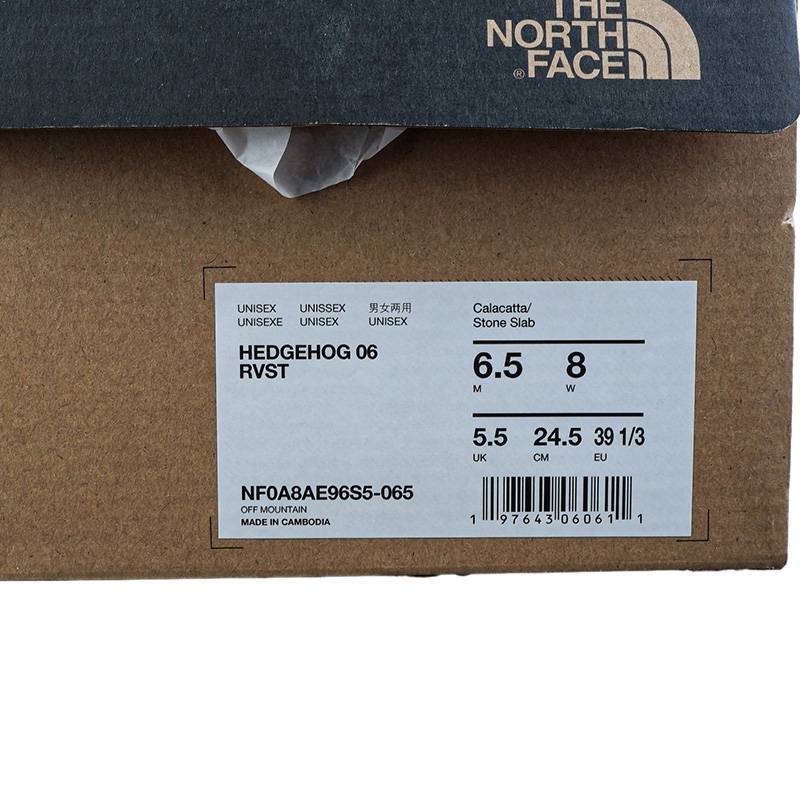 THE
NORTH
® FACE
UNISEX UNISSEX 男女两用
UNISEXE UNISEX UNISEX
Calacatta/
Stone Slab
HEDGEHOG 06
RVST
6.5 8
M W
5.5 24.5 39 1/3
UK CM EU
NF0A8AE96S5-065
OFF MOUNTAIN
MADE IN CAMBODIA
1 97643 06061 1